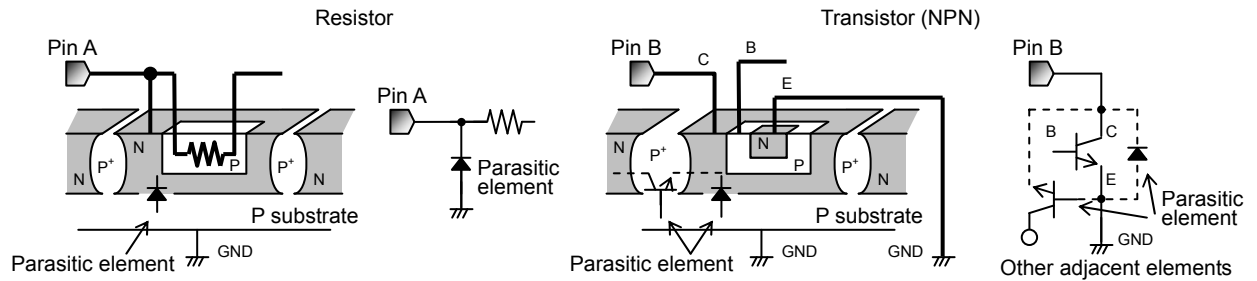 Resistor
Pin A
N
N
P+
P
P+
N
P substrate
Parasitic element
GND
Pin A
Parasitic
element
Transistor (NPN)
Pin B
C
B
E
N
P+
N
N
P
P+
N
P substrate
Parasitic element
GND
GND
Pin B
B
C
E
Parasitic
element
GND
Other adjacent elements